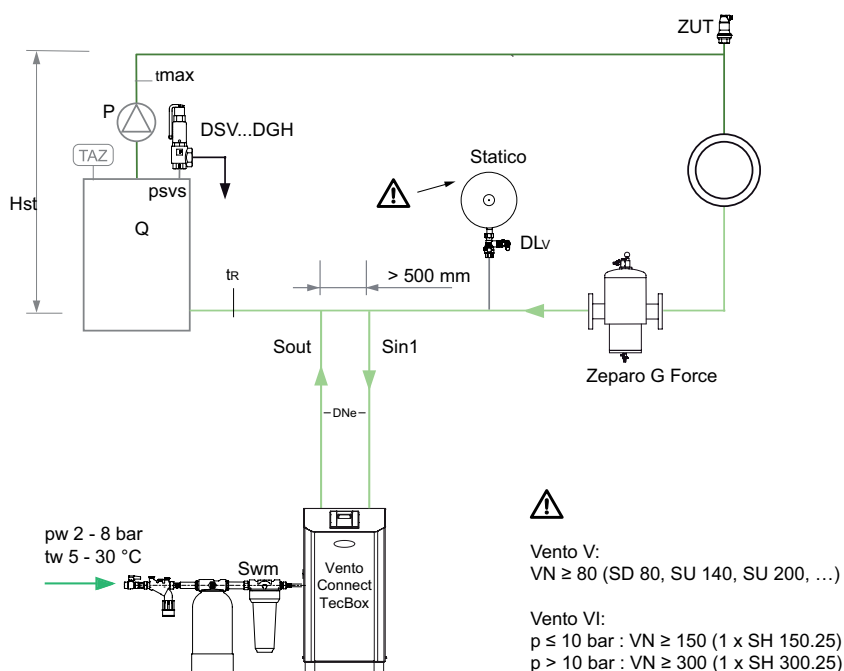 ZUT
tmax
P
DSV...DGH
TAZ
Statico
psvs
Hst
Q
DLV
tR
> 500 mm
Sout
Sin1
Zeparo G Force
DNe
pw 2 - 8 bar
tw 5 - 30 °C
Swm
Vento
Connect
TecBox
Vento V:
VN ≥ 80 (SD 80, SU 140, SU 200, …)
Vento VI:
p ≤ 10 bar : VN ≥ 150 (1 x SH 150.25)
p > 10 bar : VN ≥ 300 (1 x SH 300.25)